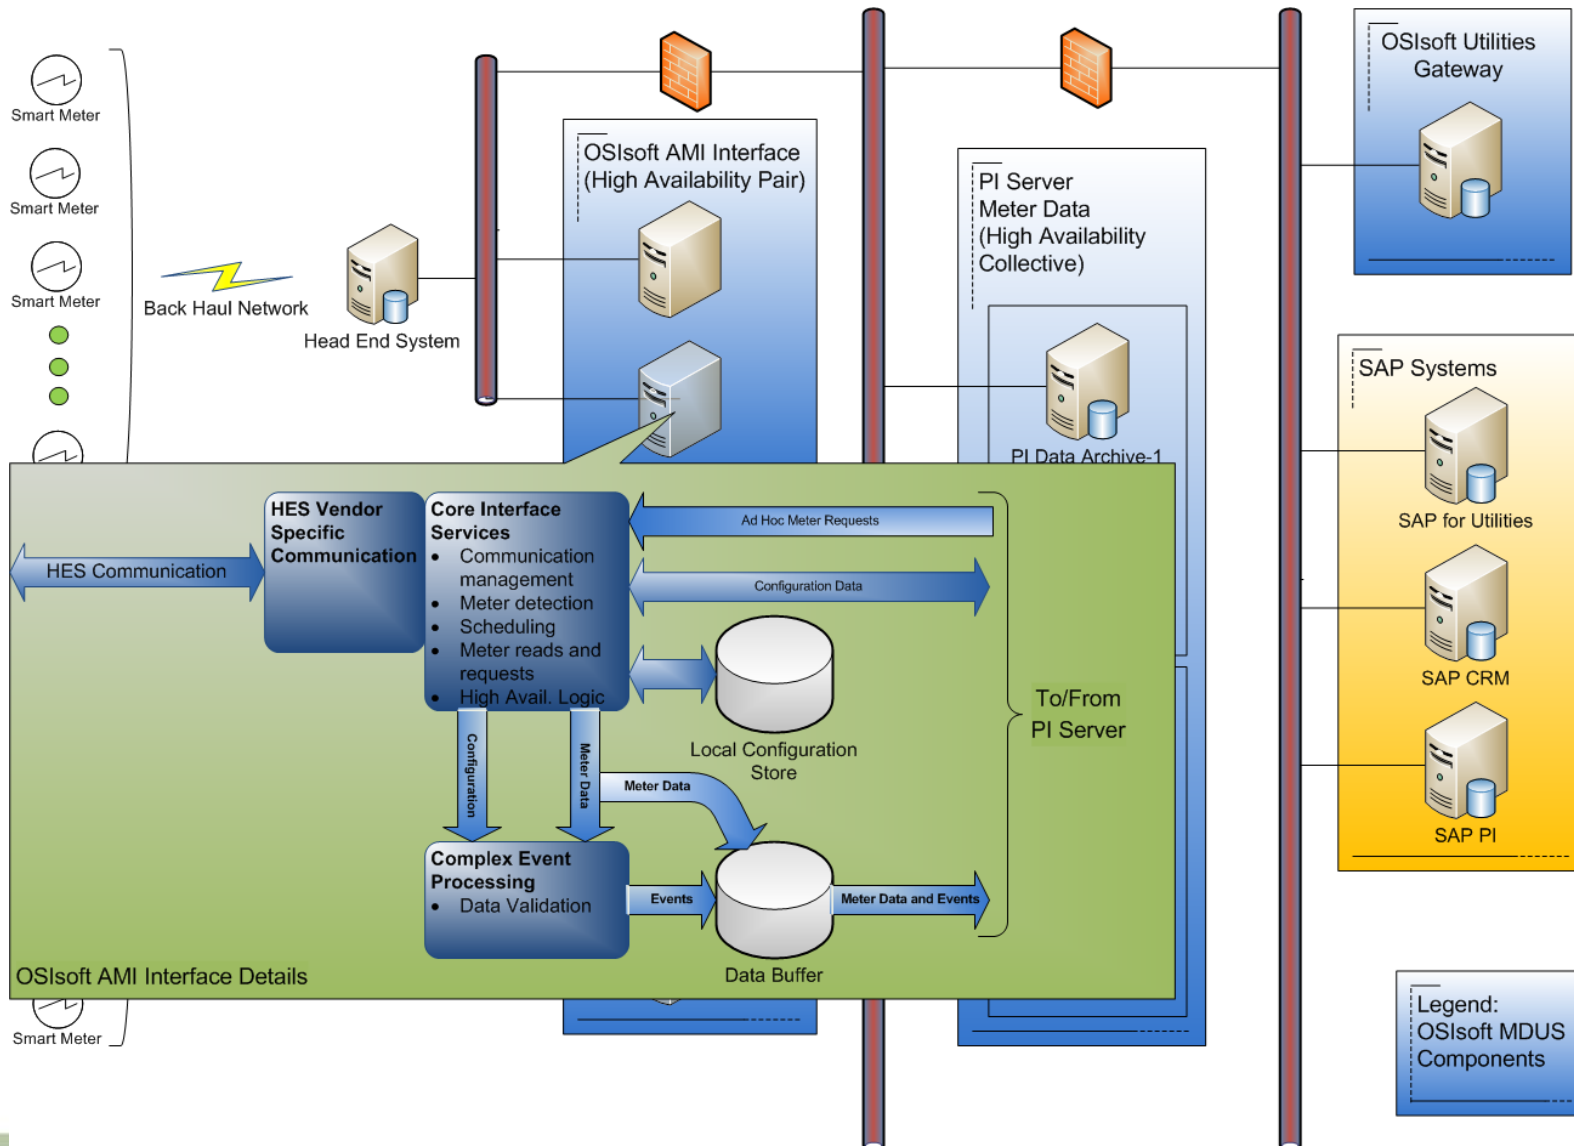 Smart Meter
Smart Meter
Smart Meter
Back Haul Network
Head End System
OSIsoft AMI Interface
(High Availability Pair)
PI Server
Meter Data
(High Availability
Collective)
PI Data Archive-1
OSIsoft Utilities
Gateway
SAP Systems
SAP for Utilities
SAP CRM
SAP PI
HES Communication
HES Vendor
Specific
Communication
Core Interface
Services
• Communication
management
• Meter detection
• Scheduling
• Meter reads and
requests
• High Avail. Logic
Ad Hoc Meter Requests
Configuration Data
Local Configuration
Store
To/From
PI Server
Configuration
Meter Data
Meter Data
Complex Event
Processing
• Data Validation
Events
Data Buffer
Meter Data and Events
OSIsoft AMI Interface Details
Smart Meter
Legend:
OSIsoft MDUS
Components